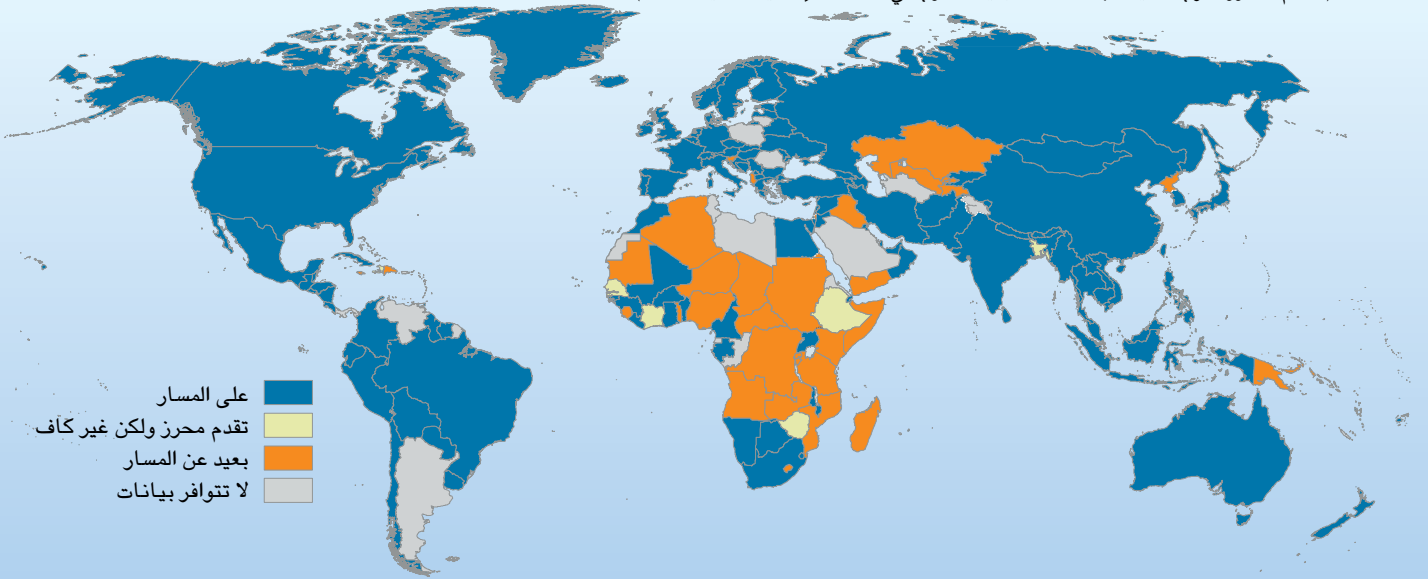 على المسار
تقدم محرز ولكن غير كاف
بعيد عن المسار
لا تتوافر بيانات